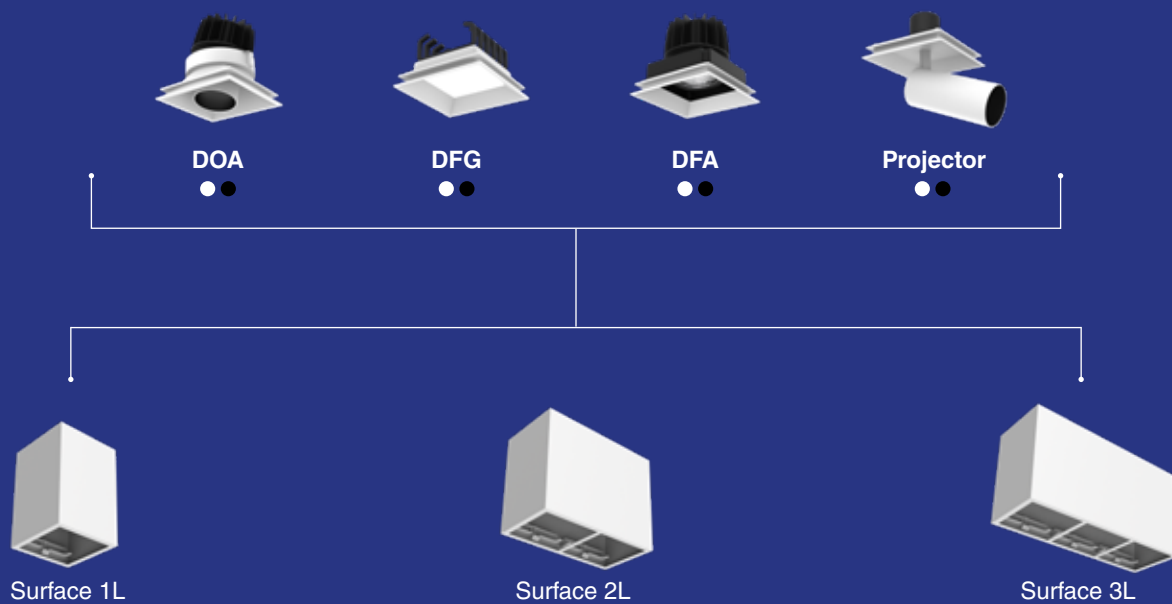 DOA
DFG
DFA
Projector
Surface 1L
Surface 2L
Surface 3L